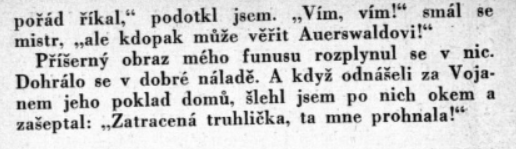 pořád říkal,“ podotkl jsem. „Vím, vím!“ smál se
mistr, „ale kdopak může věřit Auerswaldovi!“
Příšerný obraz mého funusu rozplynul se v nic.
Dohrálo se v dobré náladě. A když odnášeli za Voja-
nem jeho poklad domů, šlehl jsem po nich okem a
zašeptal: „Zatracená truhlička, ta mne prohnala!“